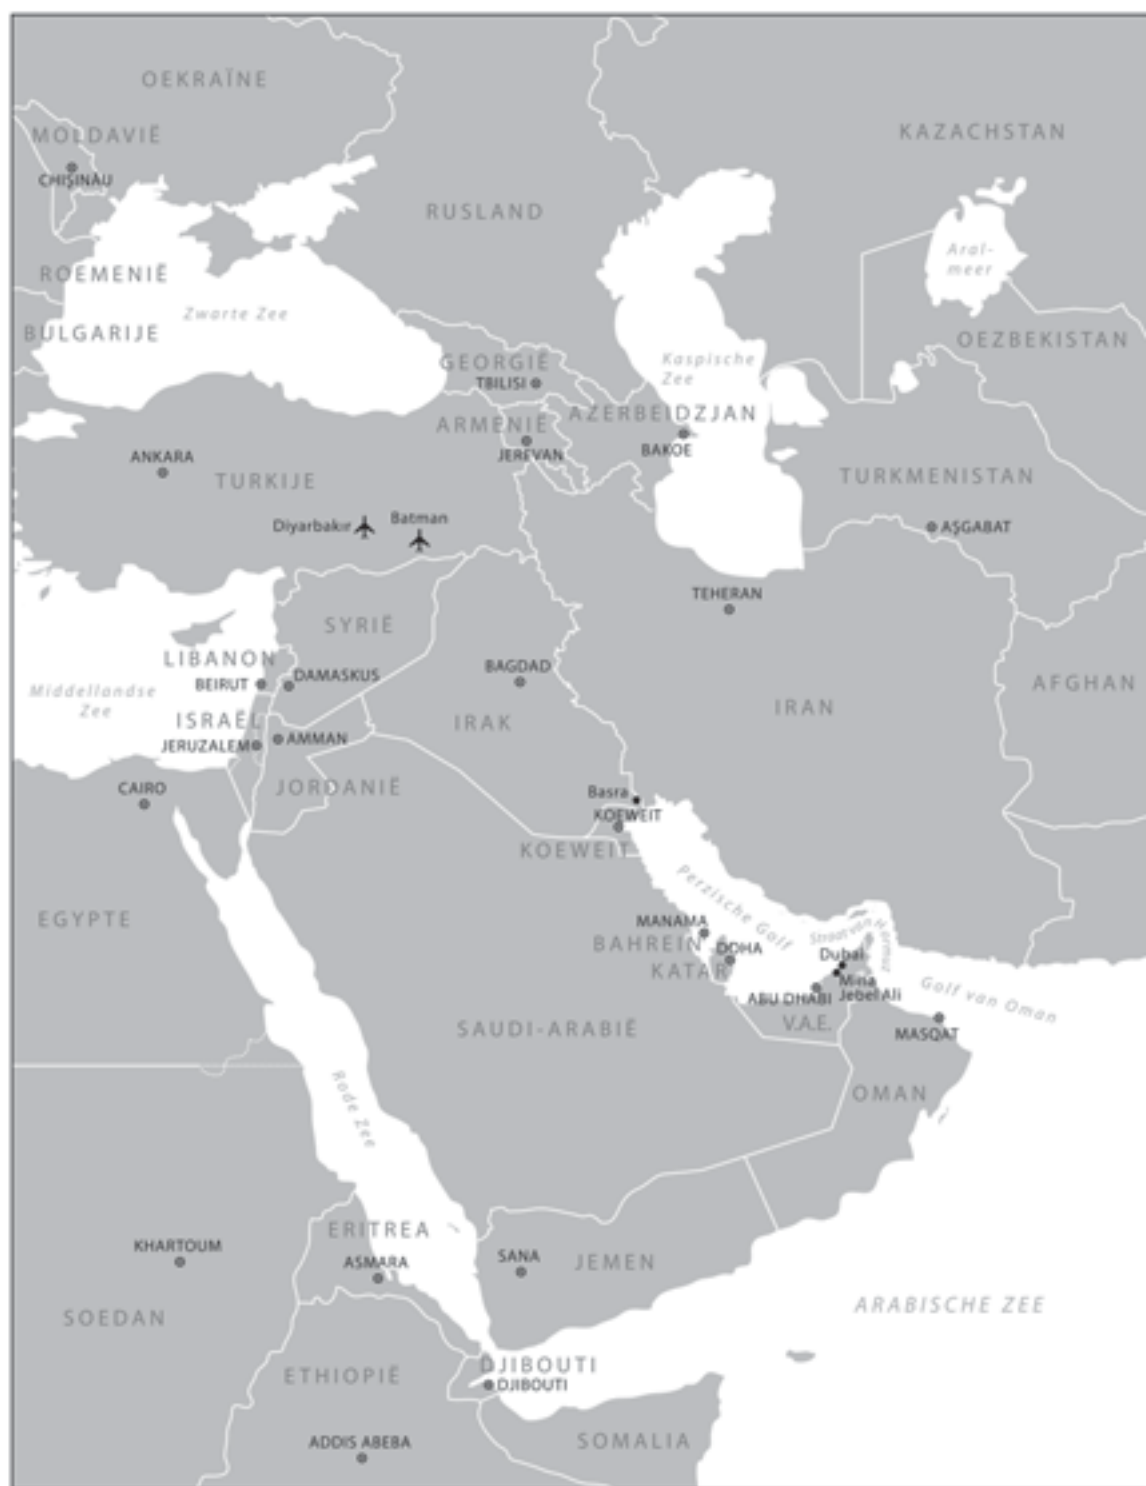 OEKRAÏNE
KAZACHSTAN
MOLDAVIË
CHIŞINĂU
RUSLAND
Aral-
meer
ROEMENIË
Zwarte Zee
BULGARIJE
OEZBEKISTAN
GEORGIË
Kaspische
Zee
TBILISI
AZERBEIDZJAN
ARMENIË
JEREVAN
BAKOE
ANKARA
TURKIJE
TURKMENISTAN
Diyarbakır
Batman
AŞGABAT
TEHERAN
SYRIË
LIBANON
BEIRUT
DAMASKUS
BAGDAD
Middellandse
Zee
AFGHAN
IRAN
ISRAËL
IRAK
JERUZALEM
AMMAN
CAIRO
JORDANIË
Basra
KOEWEIT
KOEWEIT
EGYPTE
Perzische Golf
MANAMA
BAHREIN
DOHA
KATAR
Straat van Hormuz
Dubai
Mina
Jebel Ali
ABU DHABI
V.A.E.
Golf van Oman
MASQAT
SAUDI-ARABIË
OMAN
Rode Zee
ERITREA
KHARTOUM
ASMARA
SANA
JEMEN
SOEDAN
ARABISCHE ZEE
ETHIOPIË
DJIBOUTI
DJIBOUTI
ADDIS ABEBA
SOMALIA